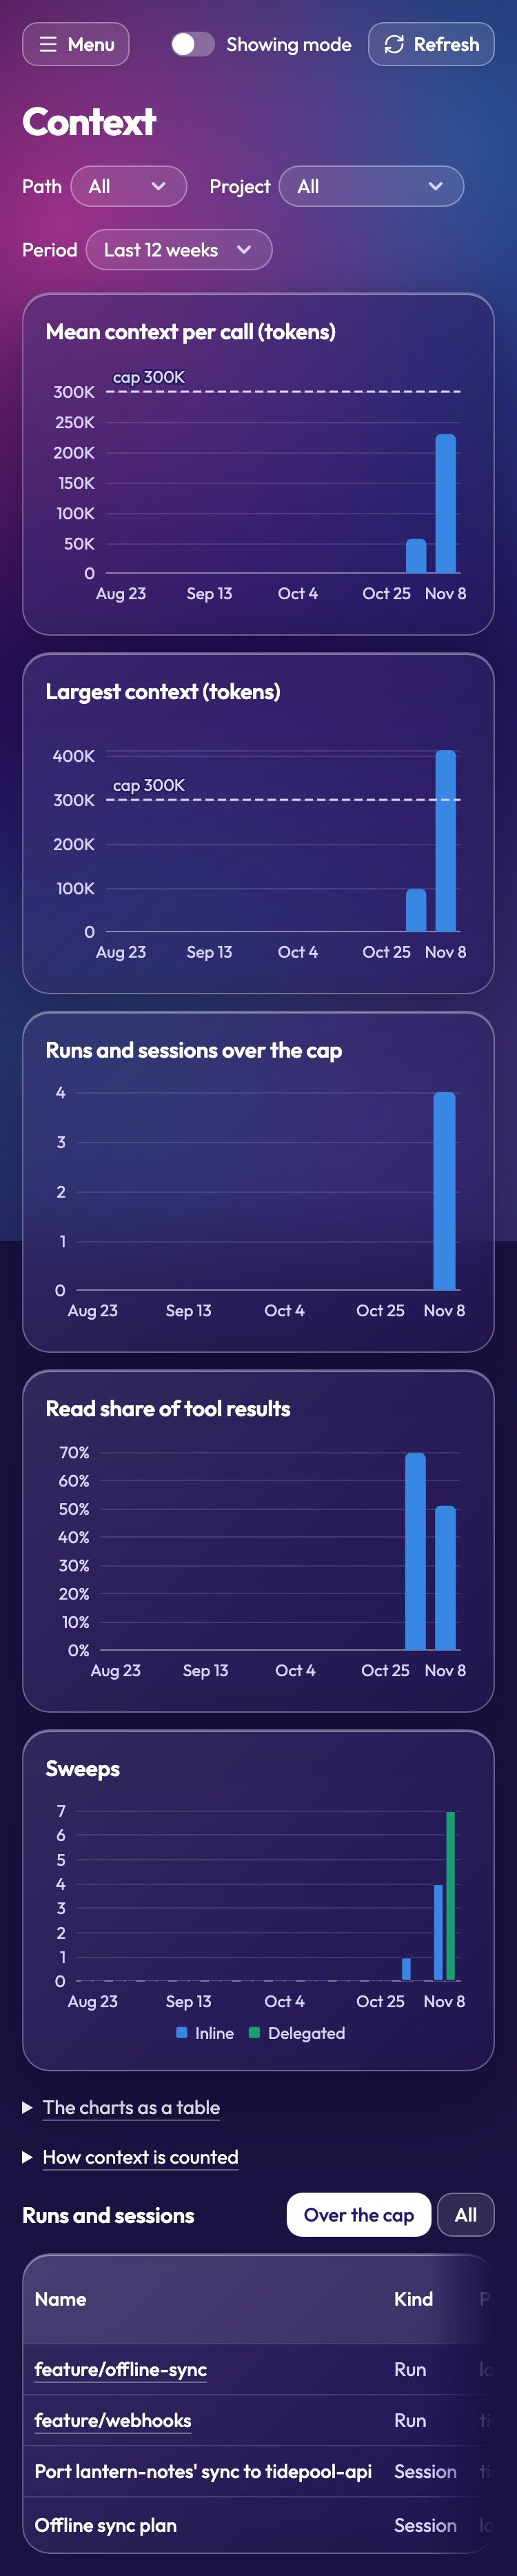 Menu
Showing mode
Refresh
Context
Path All
Project All
Period Last 12 weeks
Mean context per call (tokens)
cap 300K
300K
250K
200K
150K
100K
50K
0
Aug 23 Sep 13 Oct 4 Oct 25 Nov 8
Largest context (tokens)
400K
cap 300K
300K
200K
100K
0
Aug 23 Sep 13 Oct 4 Oct 25 Nov 8
Runs and sessions over the cap
4
3
2
1
0
Aug 23 Sep 13 Oct 4 Oct 25 Nov 8
Read share of tool results
70%
60%
50%
40%
30%
20%
10%
0%
Aug 23 Sep 13 Oct 4 Oct 25 Nov 8
Sweeps
7
6
5
4
3
2
1
0
Aug 23 Sep 13 Oct 4 Oct 25 Nov 8
Inline Delegated
The charts as a table
How context is counted
Runs and sessions
Over the cap
All
Name Kind
feature/offline-sync Run
feature/webhooks Run
Port lantern-notes' sync to tidepool-api Session
Offline sync plan Session